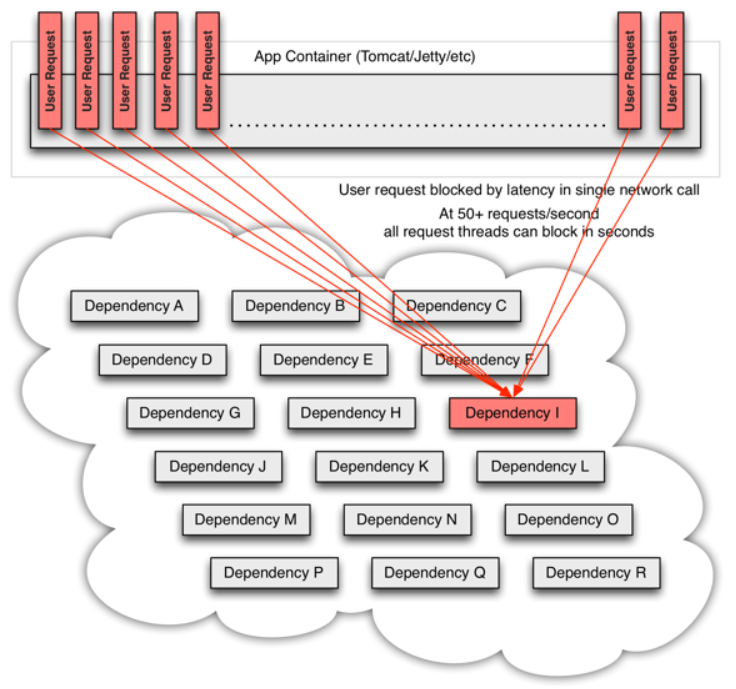 User Request
User Request
User Request
User Request
User Request
User Request
User Request
App Container (Tomcat/Jetty/etc)
User request blocked by latency in single network call
At 50+ requests/second
all request threads can block in seconds
Dependency A
Dependency B
Dependency C
Dependency D
Dependency E
Dependency F
Dependency G
Dependency H
Dependency I
Dependency J
Dependency K
Dependency L
Dependency M
Dependency N
Dependency O
Dependency P
Dependency Q
Dependency R